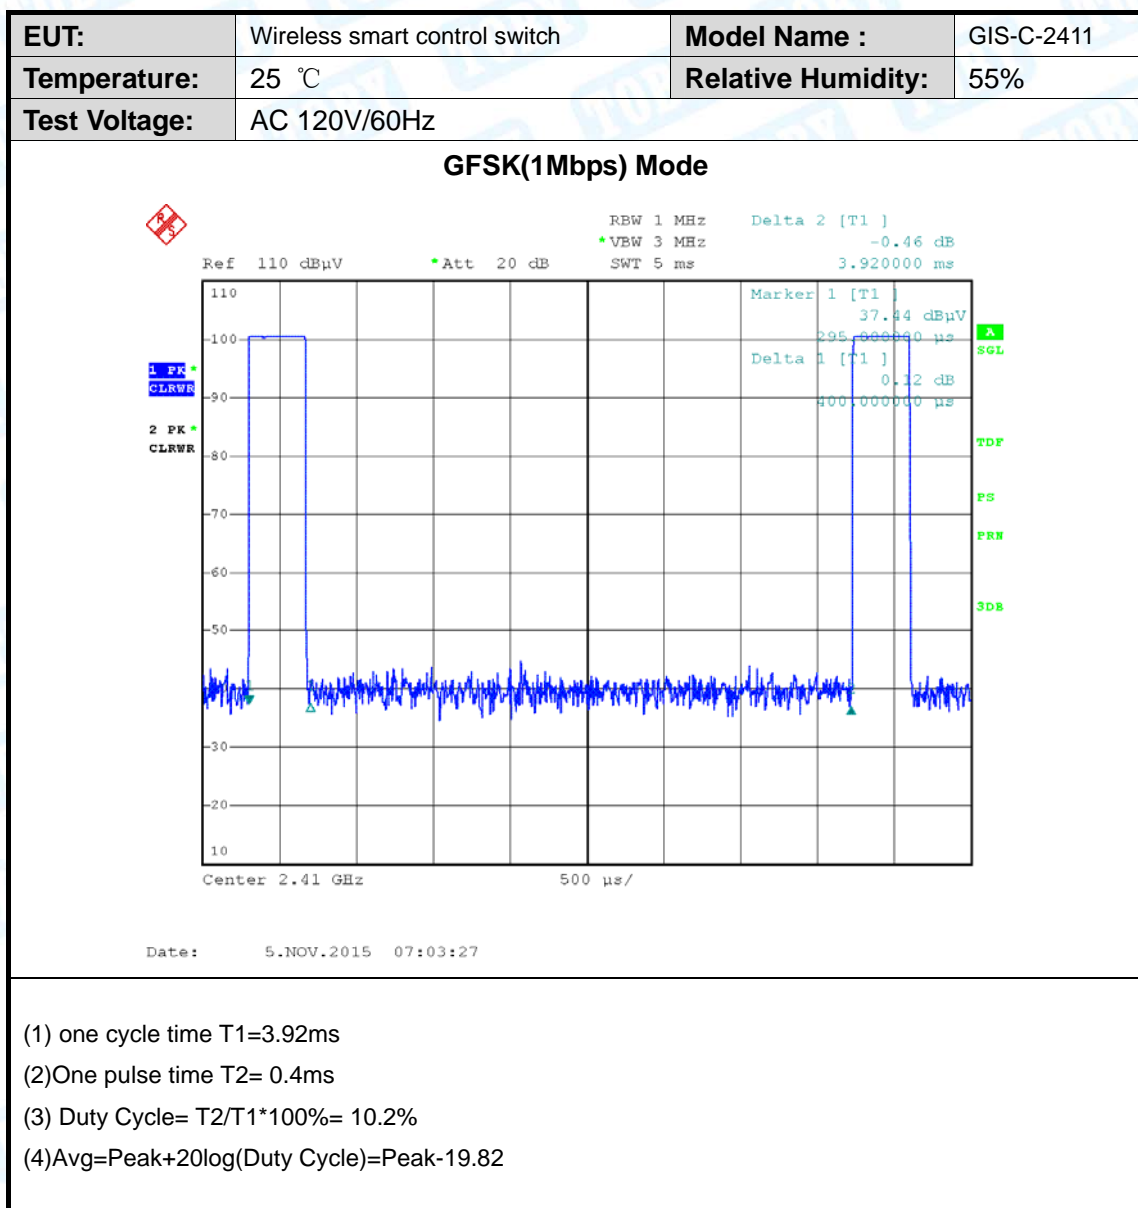 EUT: Wireless smart control switch Model Name : GIS-C-2411
Temperature: 25 ℃ Relative Humidity: 55%
Test Voltage: AC 120V/60Hz
GFSK(1Mbps) Mode
R S
RBW 1 MHz Delta 2 [T1 ]
*VBW 3 MHz -0.46 dB
Ref 110 dBµV *Att 20 dB SWT 5 ms 3.920000 ms
110 Marker 1 [T1 ]
37.44 dBµV
100 295.000000 µs A
SGL
Delta 1 [T1 ]
1 PK * 0.12 dB
CLRWR
90 400.000000 µs
2 PK *
CLRWR
TDF
80
PS
70
PRN
60
3DB
50
30
20
10
Center 2.41 GHz 500 µs/
Date: 5.NOV.2015 07:03:27
(1) one cycle time T1=3.92ms
(2)One pulse time T2= 0.4ms
(3) Duty Cycle= T2/T1*100%= 10.2%
(4)Avg=Peak+20log(Duty Cycle)=Peak-19.82